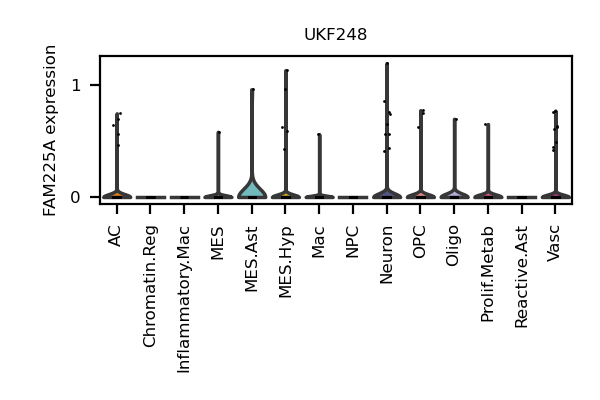 UKF248
FAM225A expression
1
0
AC
Chromatin.Reg
Inflammatory.Mac
MES
MES.Ast
MES.Hyp
Mac
NPC
Neuron
OPC
Oligo
Prolif.Metab
Reactive.Ast
Vasc